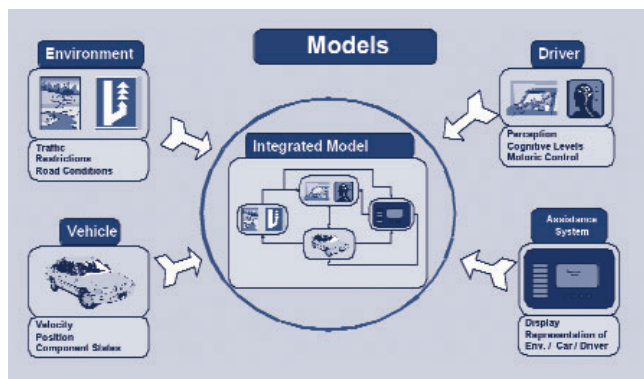 Models
Environment
Traffic
Restrictions
Road Conditions
Driver
Perception
Cognitive Levels
Motoric Control
Integrated Model
Vehicle
Velocity
Position
Component States
Assistance
System
Display
Representation of
Env. / Car / Driver